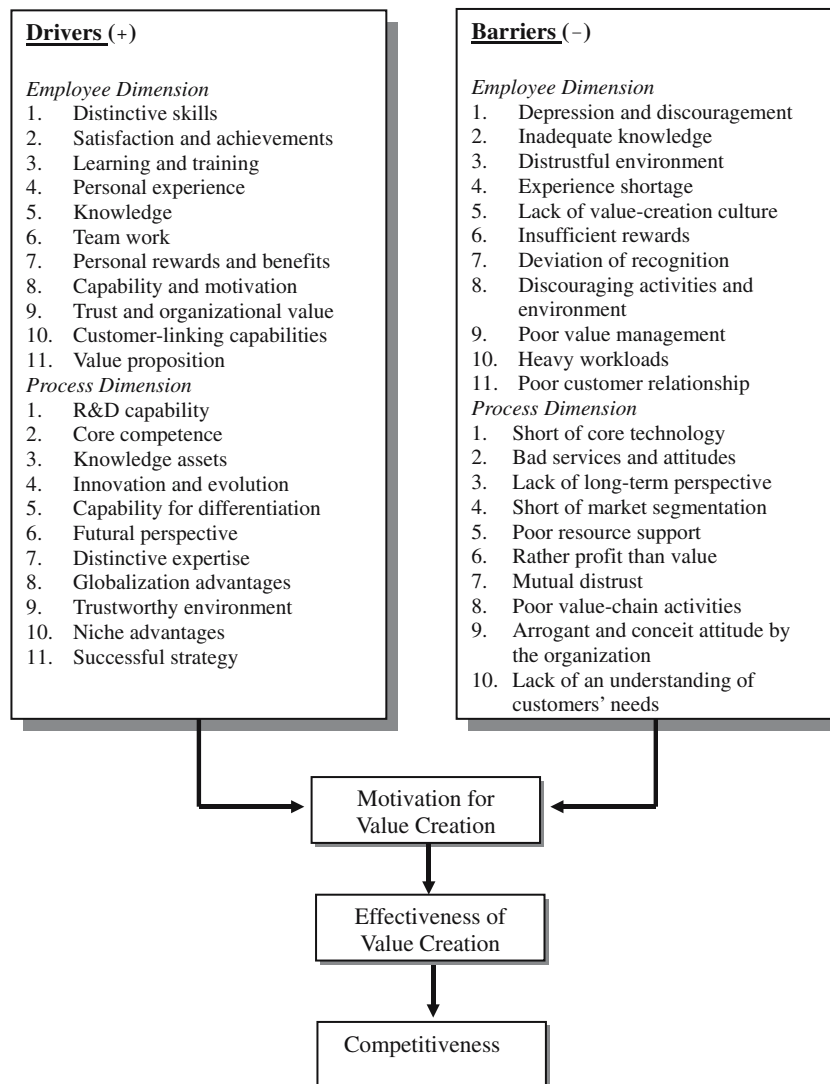 Drivers (+)
Employee Dimension
1. Distinctive skills
2. Satisfaction and achievements
3. Learning and training
4. Personal experience
5. Knowledge
6. Team work
7. Personal rewards and benefits
8. Capability and motivation
9. Trust and organizational value
10. Customer-linking capabilities
11. Value proposition
Process Dimension
1. R&D capability
2. Core competence
3. Knowledge assets
4. Innovation and evolution
5. Capability for differentiation
6. Futural perspective
7. Distinctive expertise
8. Globalization advantages
9. Trustworthy environment
10. Niche advantages
11. Successful strategy
Barriers (−)
Employee Dimension
1. Depression and discouragement
2. Inadequate knowledge
3. Distrustful environment
4. Experience shortage
5. Lack of value-creation culture
6. Insufficient rewards
7. Deviation of recognition
8. Discouraging activities and
environment
9. Poor value management
10. Heavy workloads
11. Poor customer relationship
Process Dimension
1. Short of core technology
2. Bad services and attitudes
3. Lack of long-term perspective
4. Short of market segmentation
5. Poor resource support
6. Rather profit than value
7. Mutual distrust
8. Poor value-chain activities
9. Arrogant and conceit attitude by
the organization
10. Lack of an understanding of
customers' needs
Motivation for
Value Creation
Effectiveness of
Value Creation
Competitiveness